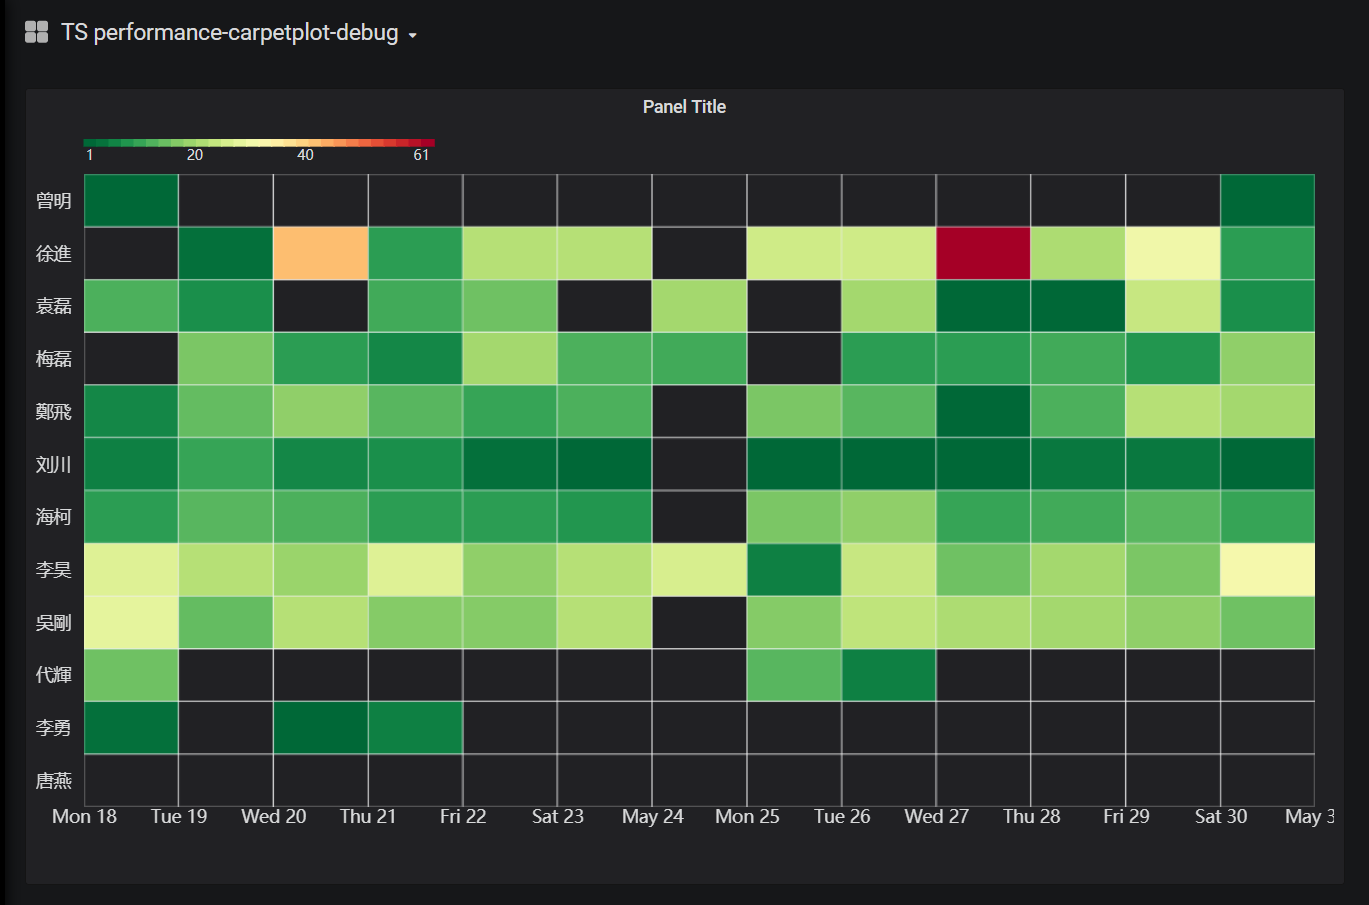 TS performance-carpetplot-debug
Panel Title
1 20 40 61
曾明
徐進
袁磊
梅磊
鄭飛
刘川
海柯
李昊
吳剛
代輝
李勇
唐燕
Mon 18 Tue 19 Wed 20 Thu 21 Fri 22 Sat 23 May 24 Mon 25 Tue 26 Wed 27 Thu 28 Fri 29 Sat 30 May 3